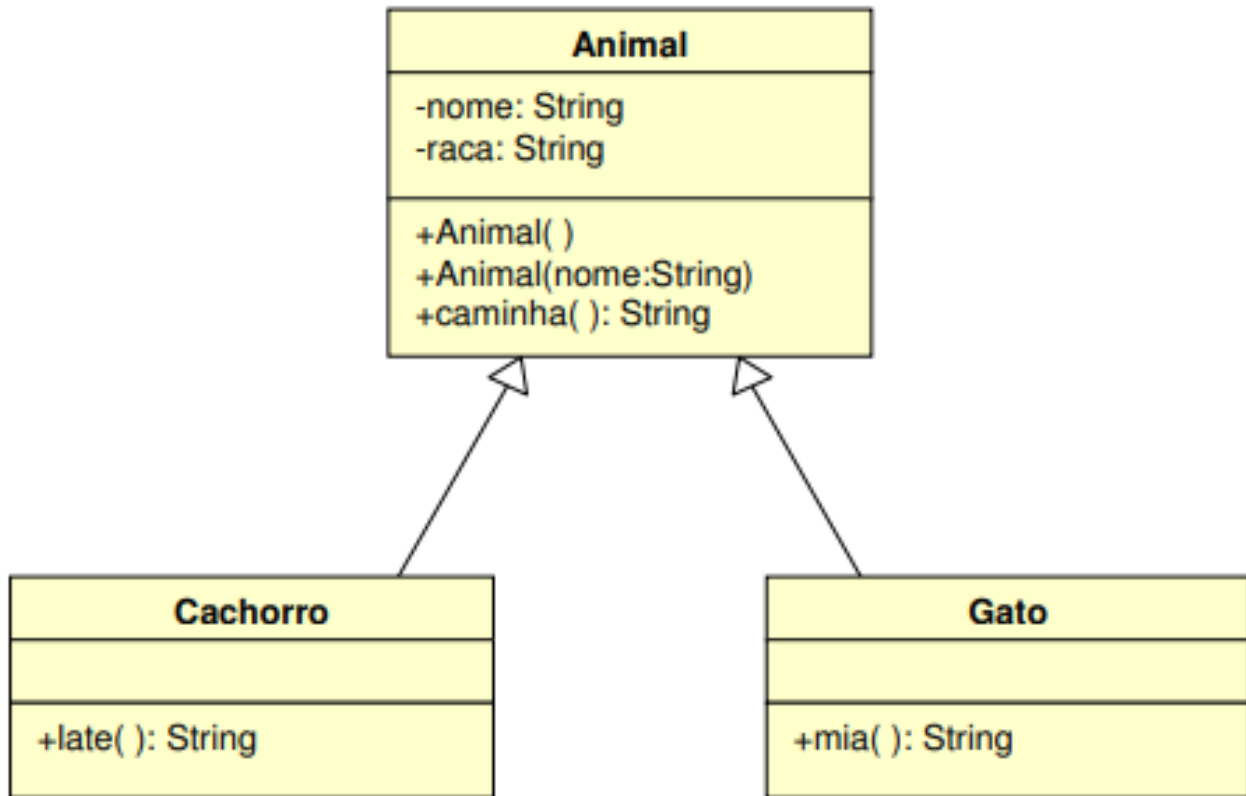 Animal
-nome: String
-raca: String
+Animal( )
+Animal(nome:String)
+caminha( ): String
Cachorro
+late( ): String
Gato
+mia( ): String